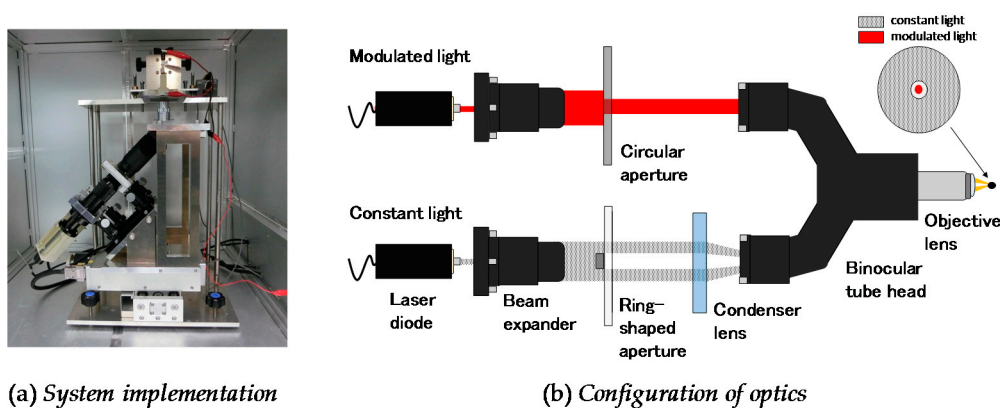 constant light
modulated light
Modulated light
Circular
aperture
Constant light
Objective
lens
Binocular
tube head
Laser
diode
Beam
expander
Ring-
shaped aperture
Condenser
lens
(a) System implementation
(b) Configuration of optics